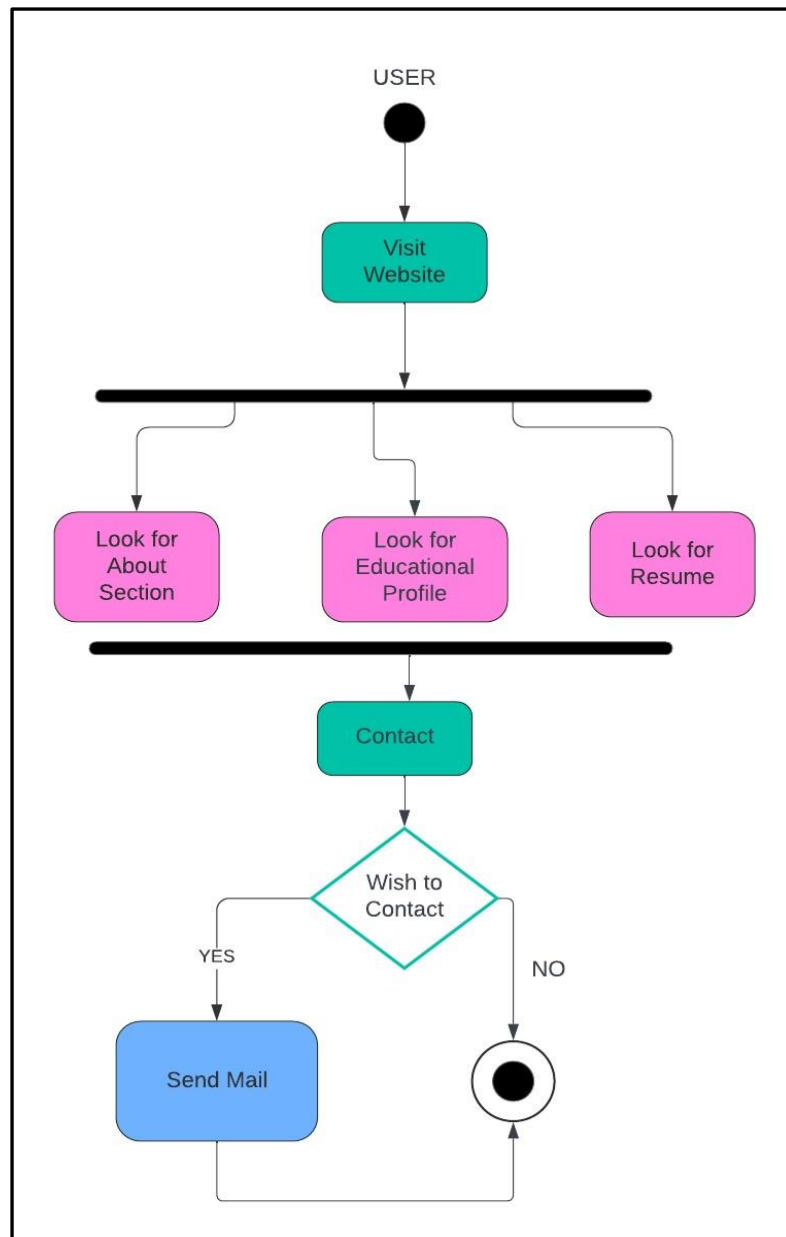 USER
Visit
Website
Look for
About
Section
Look for
Educational
Profile
Look for
Resume
Contact
Wish to
Contact
YES
NO
Send Mail